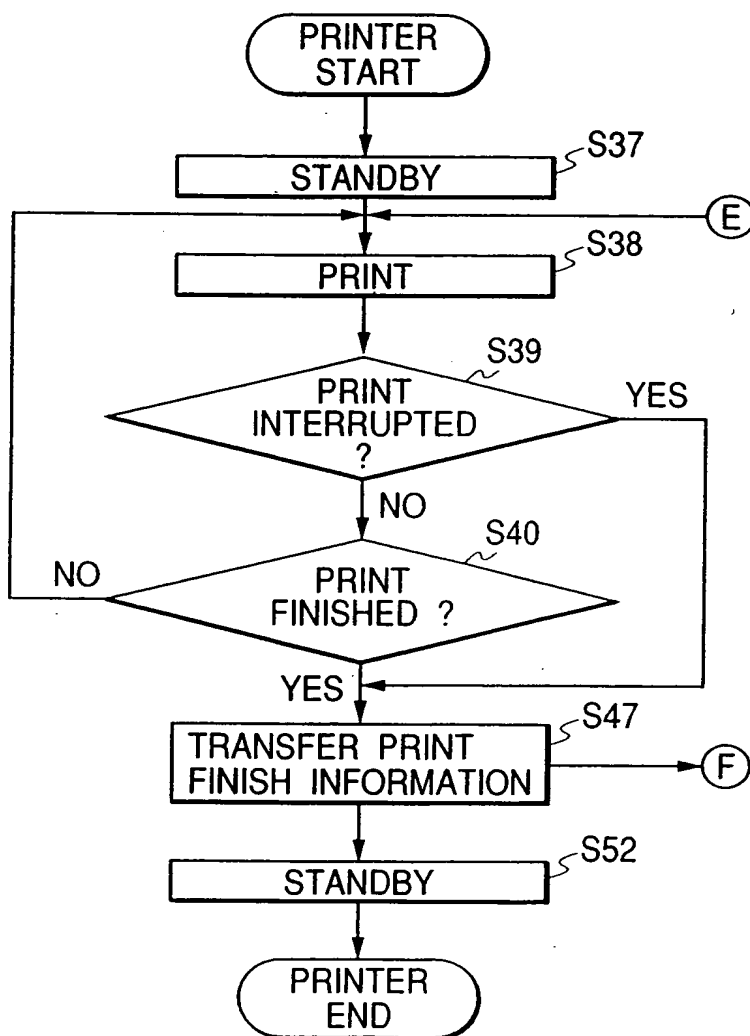 PRINTER
START
S37
STANDBY
E
S38
PRINT
S39
PRINT
INTERRUPTED
?
YES
NO
S40
PRINT
FINISHED ?
NO
YES
S47
TRANSFER PRINT
FINISH INFORMATION
F
S52
STANDBY
PRINTER
END